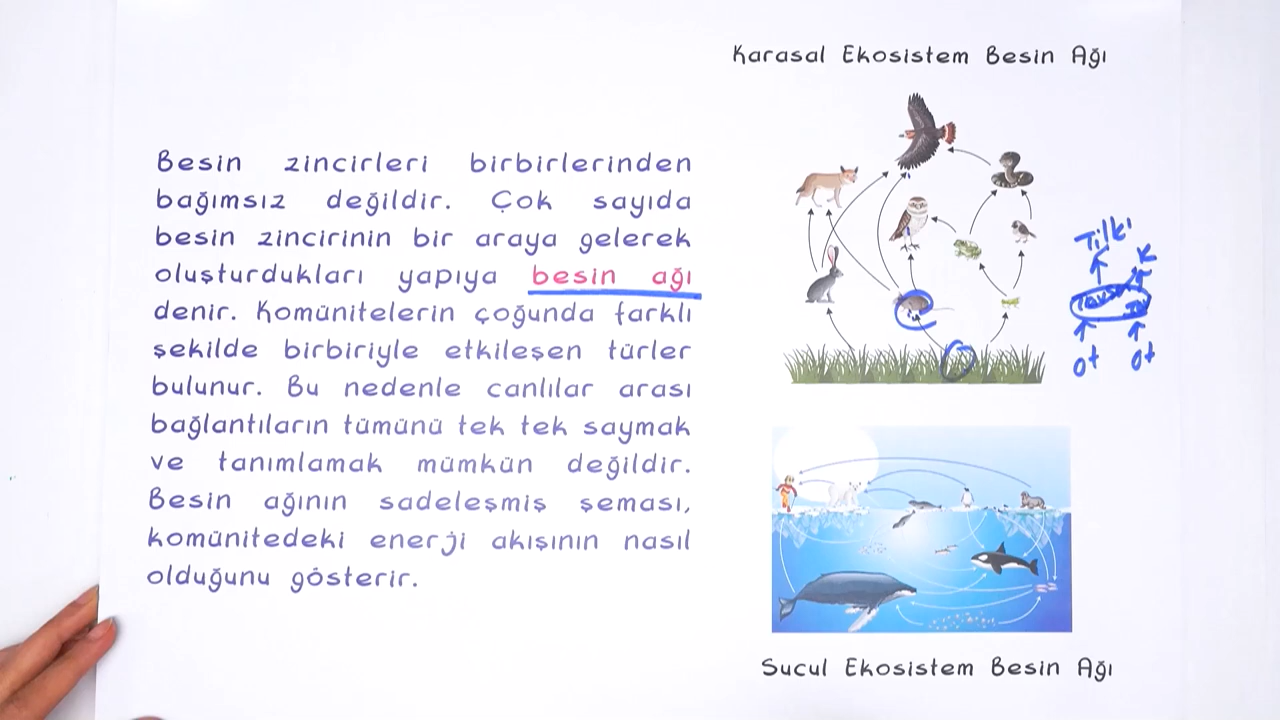 Karasal Ekosistem Besin Ağı
Besin zincirleri birbirlerinden
bağımsız değildir. Çok sayıda
besin zincirinin bir araya gelerek
oluşturdukları yapıya besin ağı
denir. Komünitelerin çoğunda farklı
şekilde birbiriyle etkileşen türler
bulunur. Bu nedenle canlılar arası
bağlantıların tümünü tek tek saymak
ve tanımlamak mümkün değildir.
Besin ağının sadeleşmiş şeması,
komünitedeki enerji akışının nasıl
olduğunu gösterir.
Tilki
K
ot ot
Sucul Ekosistem Besin Ağı